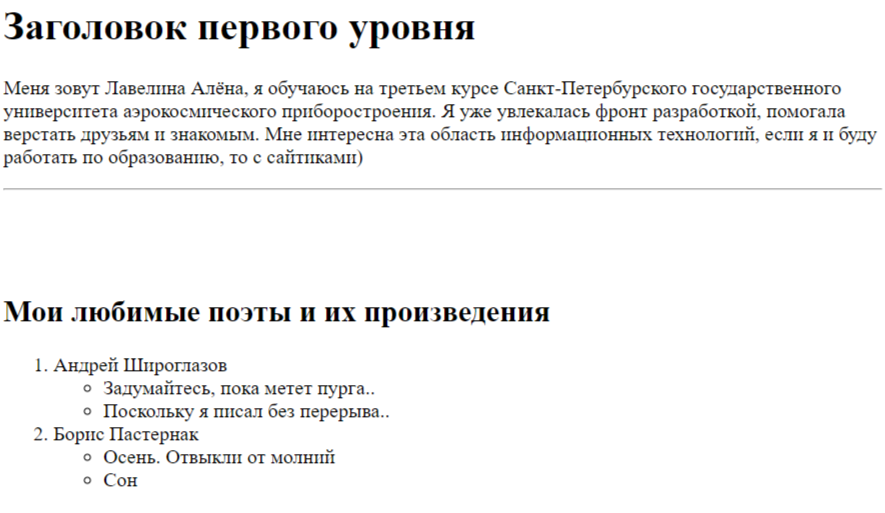 Заголовок первого уровня
Меня зовут Лавелина Алёна, я обучаюсь на третьем курсе Санкт-Петербурского государственного
университета аэрокосмического приборостроения. Я уже увлекалась фронт разработкой, помогала
верстать друзьям и знакомым. Мне интересна эта область информационных технологий, если я и буду
работать по образованию, то с сайтиками)
Мои любимые поэты и их произведения
1. Андрей Широглазов
Задумайтесь, пока метет пурга..
Поскольку я писал без перерыва..
2. Борис Пастернак
Осень. Отвыкли от молний
Сон